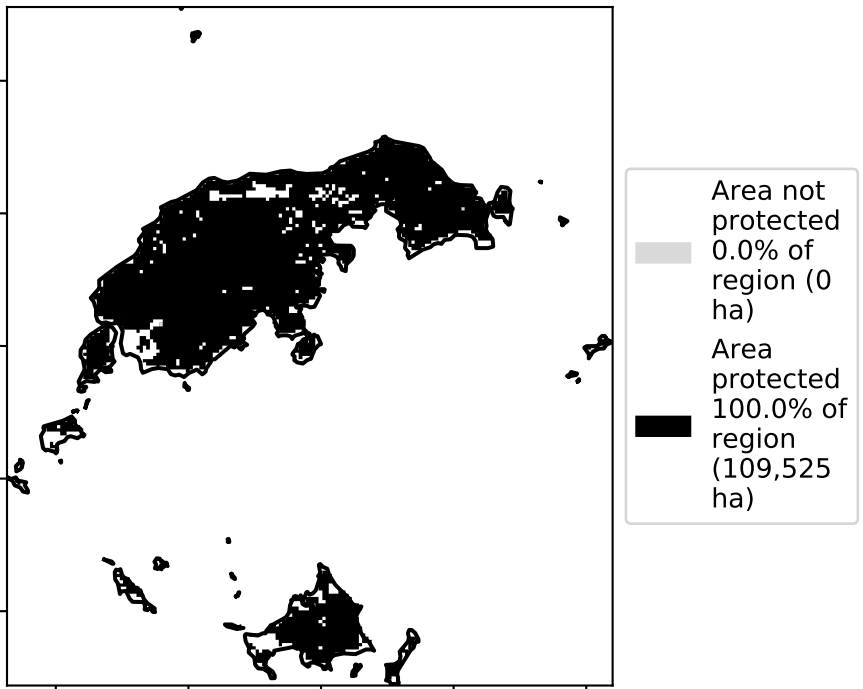 Area not
protected
0.0% of
region (0
ha)
Area
protected
100.0% of
region
(109,525
ha)